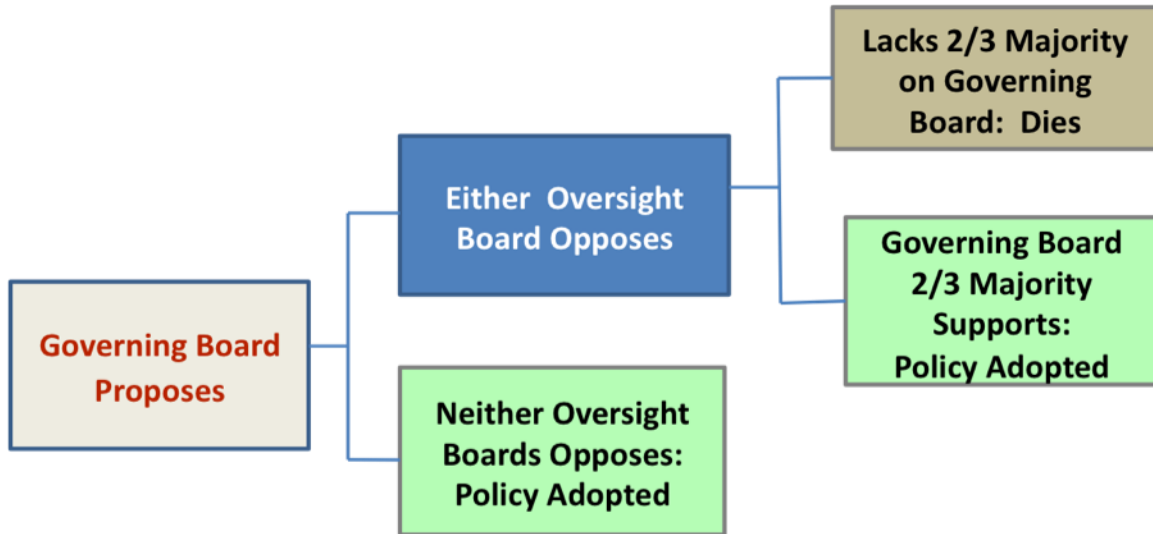 Governing Board
Proposes
Either Oversight
Board Opposes
Neither Oversight
Boards Opposes:
Policy Adopted
Lacks 2/3 Majority
on Governing
Board: Dies
Governing Board
2/3 Majority
Supports:
Policy Adopted